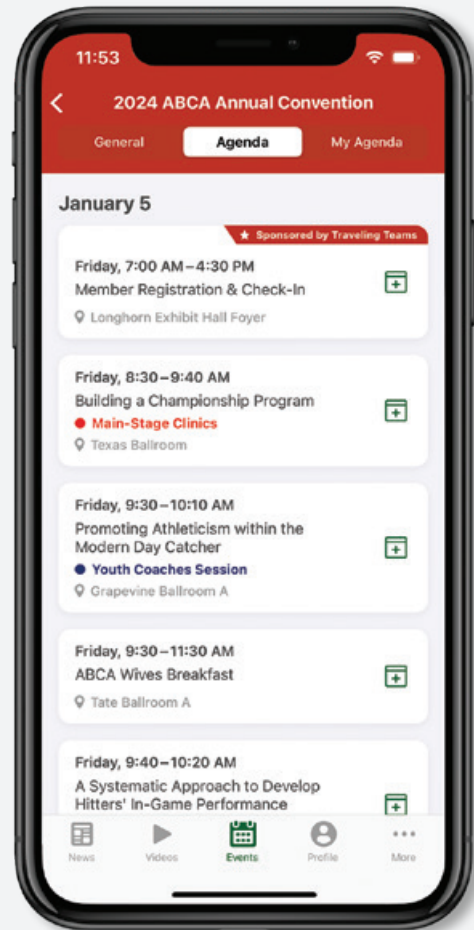 11:53
2024 ABCA Annual Convention
General
Agenda
My Agenda
January 5
★ Sponsored by Traveling Teams
Friday, 7:00 AM–4:30 PM
Member Registration & Check-In
Longhorn Exhibit Hall Foyer
Friday, 8:30–9:40 AM
Building a Championship Program
Main-Stage Clinics
Texas Ballroom
Friday, 9:30–10:10 AM
Promoting Athleticism within the
Modern Day Catcher
Youth Coaches Session
Grapevine Ballroom A
Friday, 9:30–11:30 AM
ABCA Wives Breakfast
Tate Ballroom A
Friday, 9:40–10:20 AM
A Systematic Approach to Develop
Hitters' In-Game Performance
News
Videos
Events
Profile
More